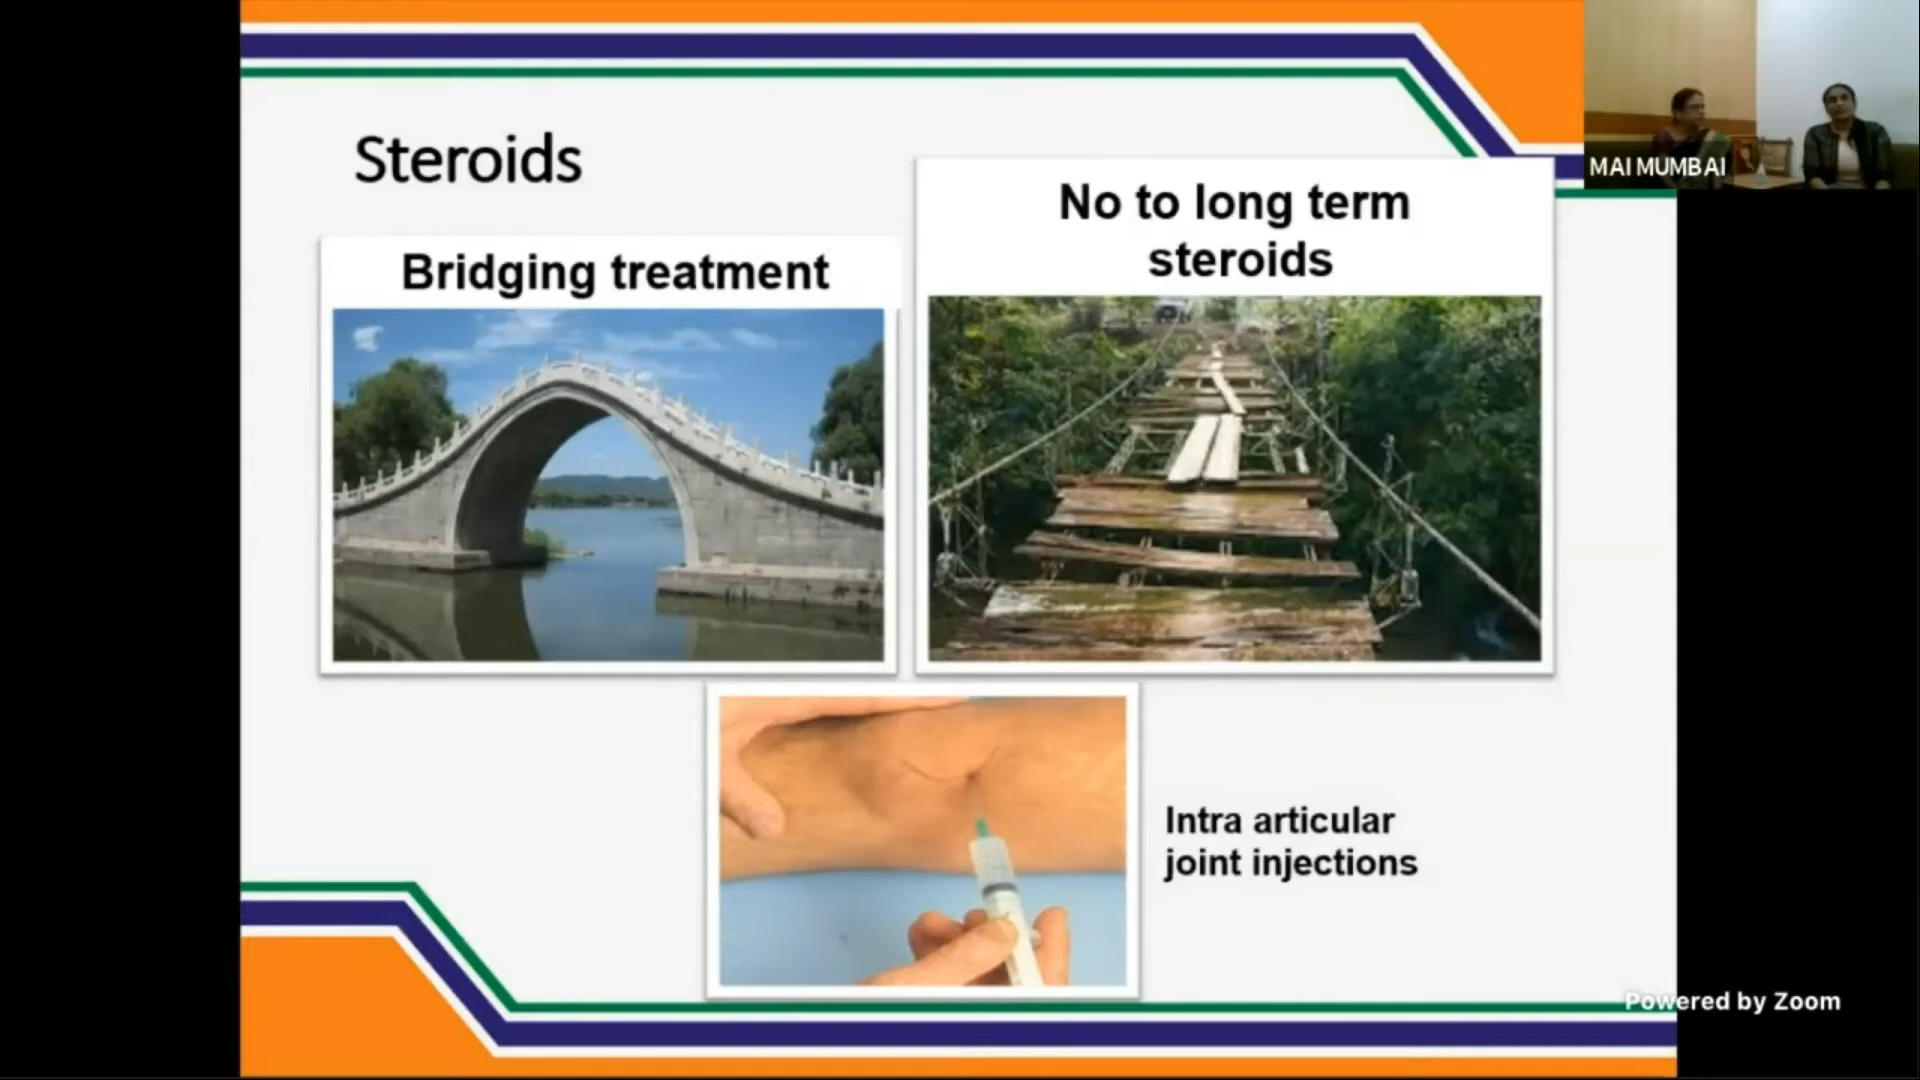 Steroids
Bridging treatment
No to long term
steroids
Intra articular
joint injections
MAI MUMBAI
Powered by Zoom